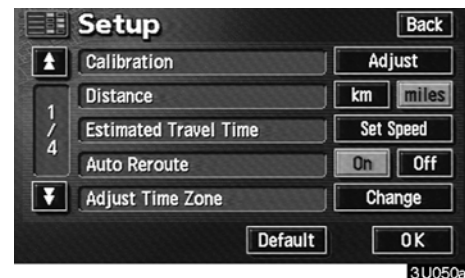 Setup Back
Calibration Adjust
Distance km miles
1
/
4
Estimated Travel Time Set Speed
Auto Reroute On Off
Adjust Time Zone Change
Default OK
3U050a